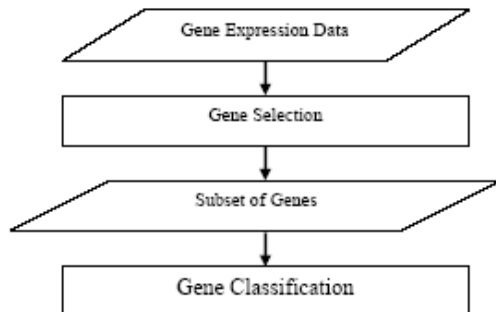 Gene Expression Data
Gene Selection
Subset of Genes
Gene Classification